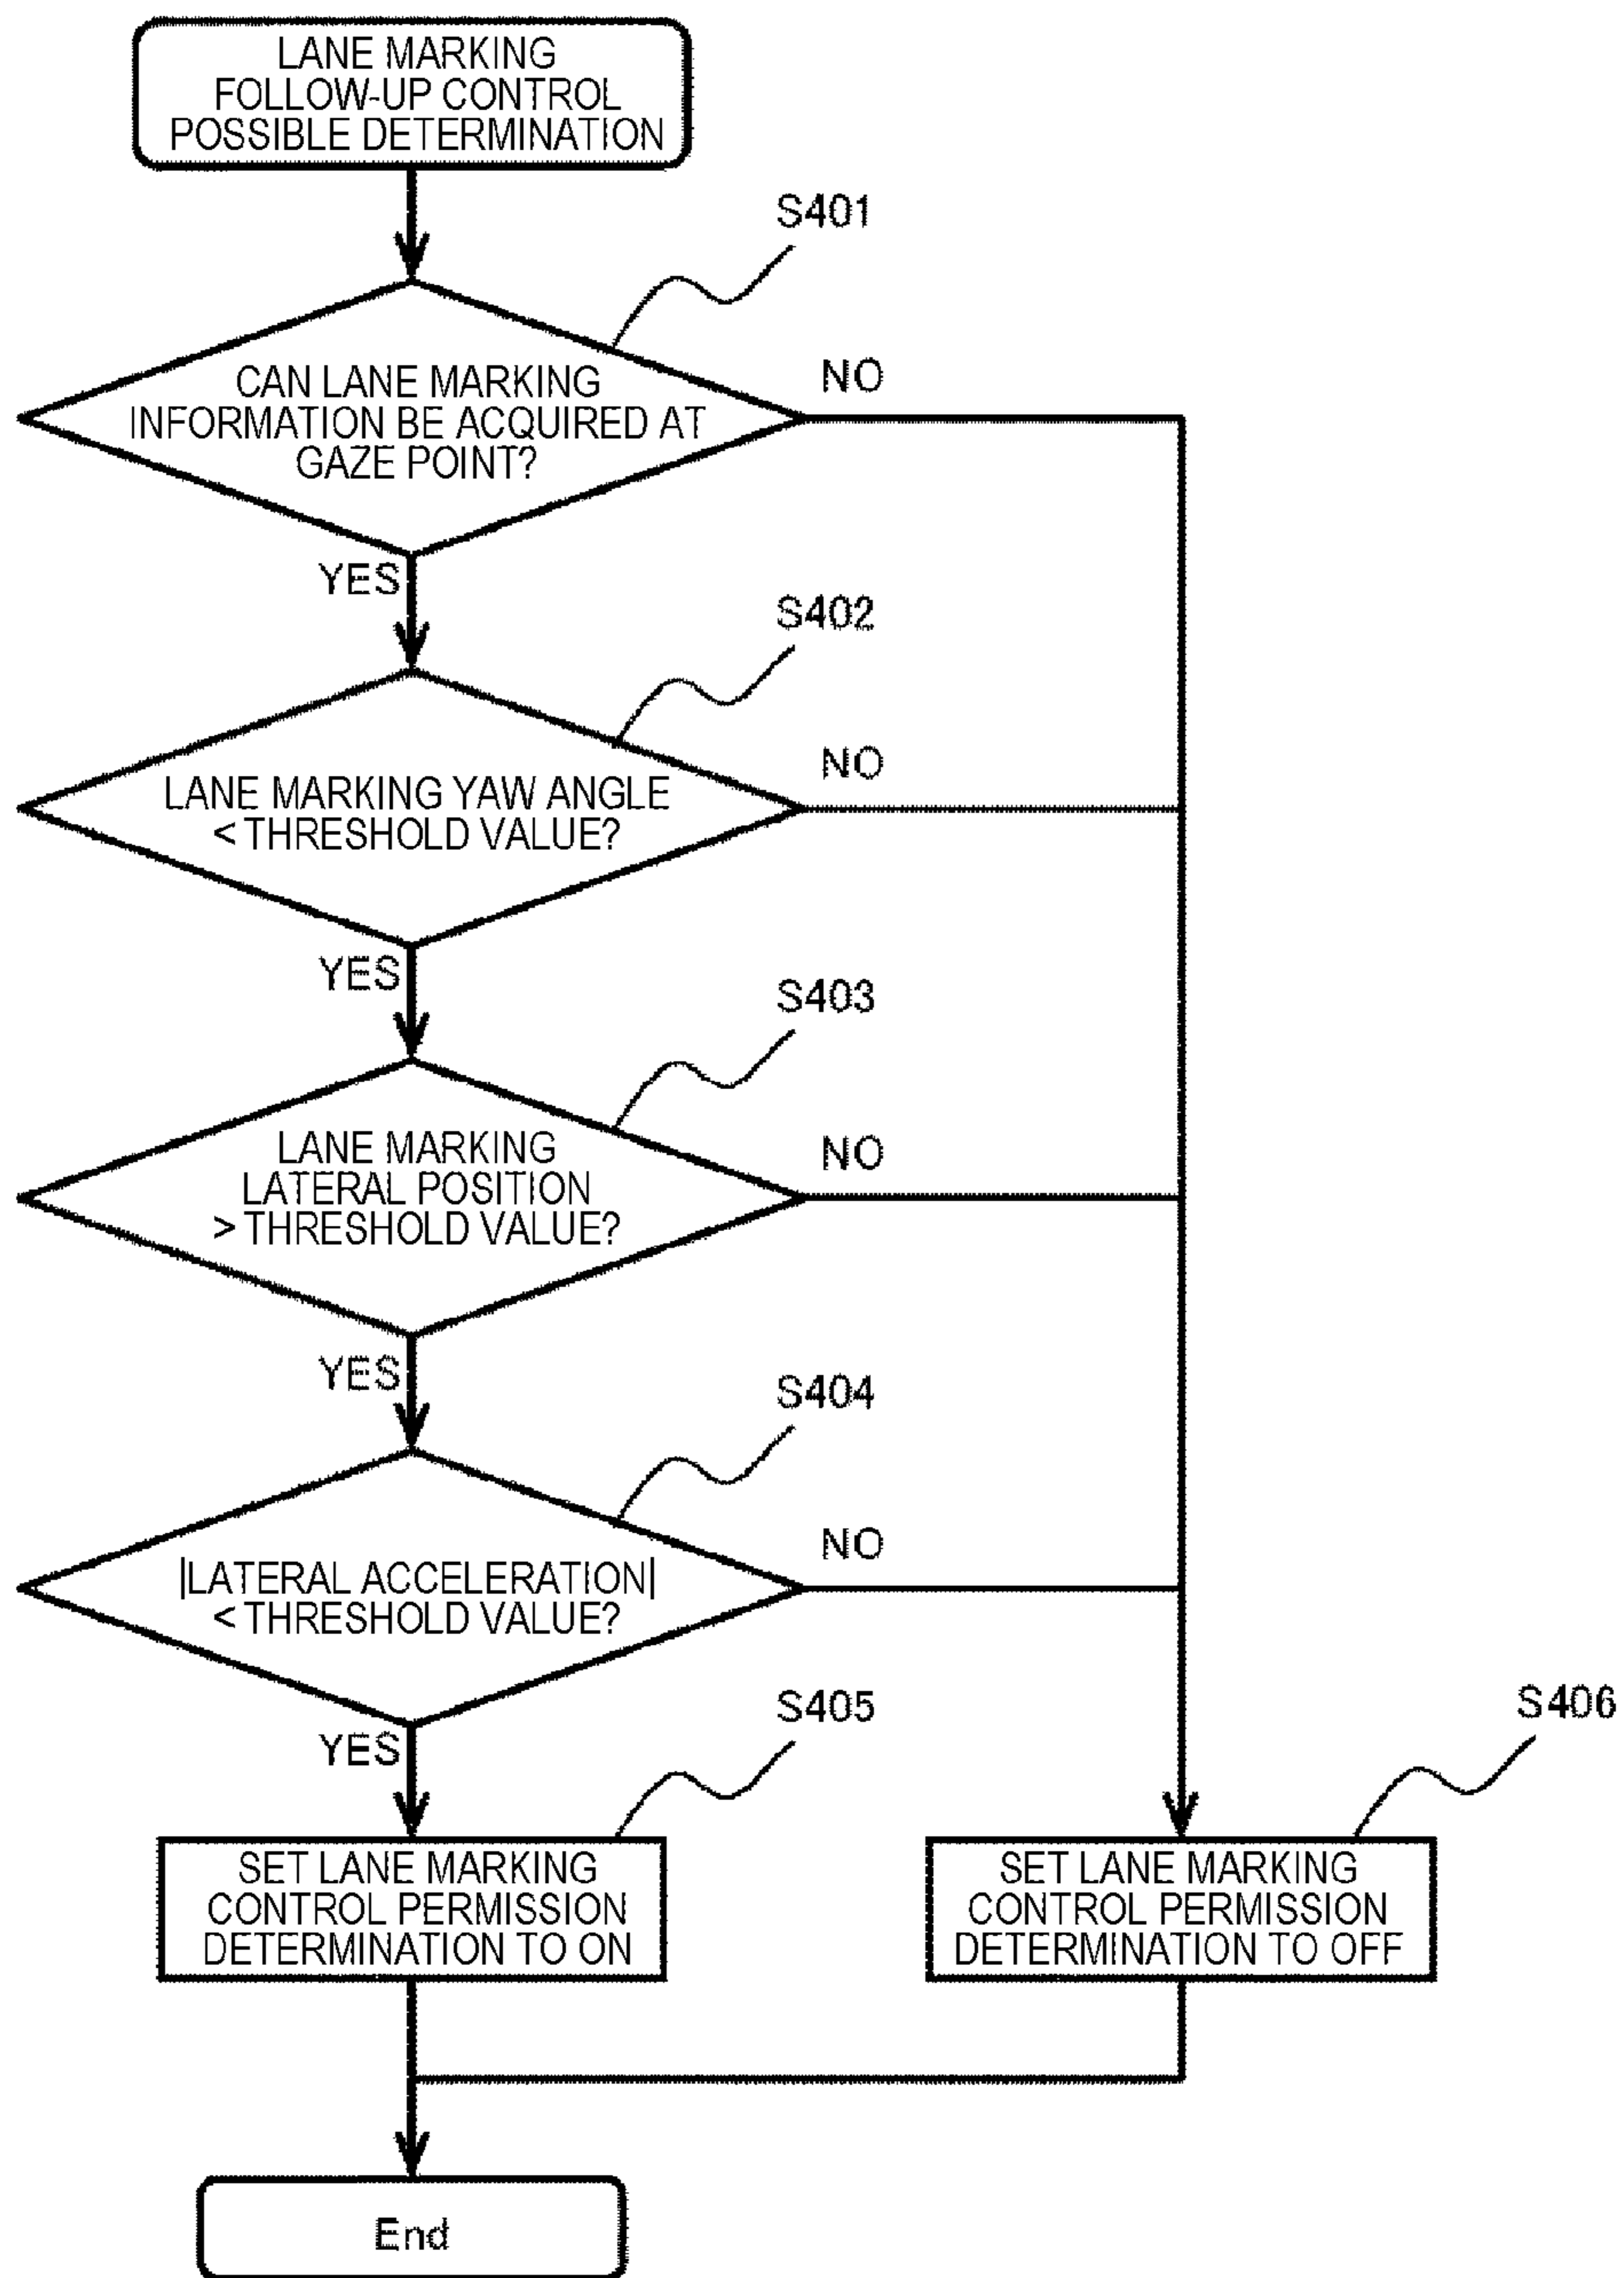 LANE MARKING
FOLLOW-UP CONTROL
POSSIBLE DETERMINATION
S401
CAN LANE MARKING
INFORMATION BE ACQUIRED AT
GAZE POINT?
NO
YES
S402
LANE MARKING YAW ANGLE
< THRESHOLD VALUE?
NO
YES
S403
LANE MARKING
LATERAL POSITION
> THRESHOLD VALUE?
NO
YES
S404
|LATERAL ACCELERATION|
< THRESHOLD VALUE?
NO
YES
S405
SET LANE MARKING
CONTROL PERMISSION
DETERMINATION TO ON
S406
SET LANE MARKING
CONTROL PERMISSION
DETERMINATION TO OFF
End